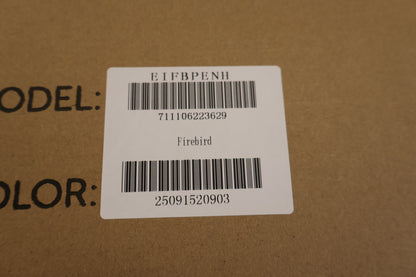 EIFBPENH
ODEL:
711106223629
Firebird
OLOR:
25091520903